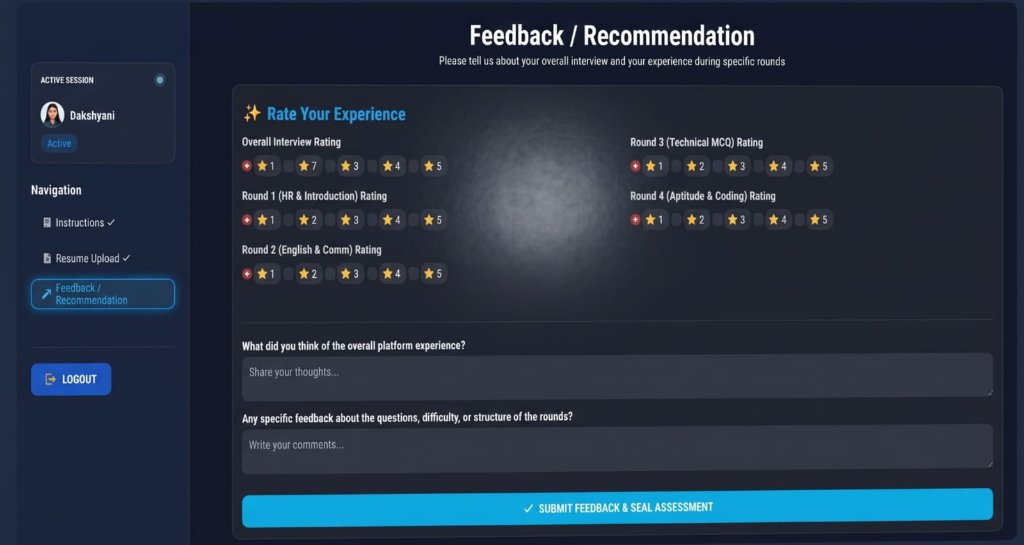 Feedback / Recommendation
Please tell us about your overall interview and your experience during specific rounds
ACTIVE SESSION
Dakshyani
Active
Navigation
Instructions ✓
Resume Upload ✓
Feedback /
Recommendation
LOGOUT
✨ Rate Your Experience
Overall Interview Rating
⭐ 1 ⭐ 7 ⭐ 3 ⭐ 4 ⭐ 5
Round 1 (HR & Introduction) Rating
⭐ 1 ⭐ 2 ⭐ 3 ⭐ 4 ⭐ 5
Round 2 (English & Comm) Rating
⭐ 1 ⭐ 2 ⭐ 3 ⭐ 4 ⭐ 5
Round 3 (Technical MCQ) Rating
⭐ 1 ⭐ 2 ⭐ 3 ⭐ 4 ⭐ 5
Round 4 (Aptitude & Coding) Rating
⭐ 1 ⭐ 2 ⭐ 3 ⭐ 4 ⭐ 5
What did you think of the overall platform experience?
Share your thoughts...
Any specific feedback about the questions, difficulty, or structure of the rounds?
Write your comments...
✓ SUBMIT FEEDBACK & SEAL ASSESSMENT